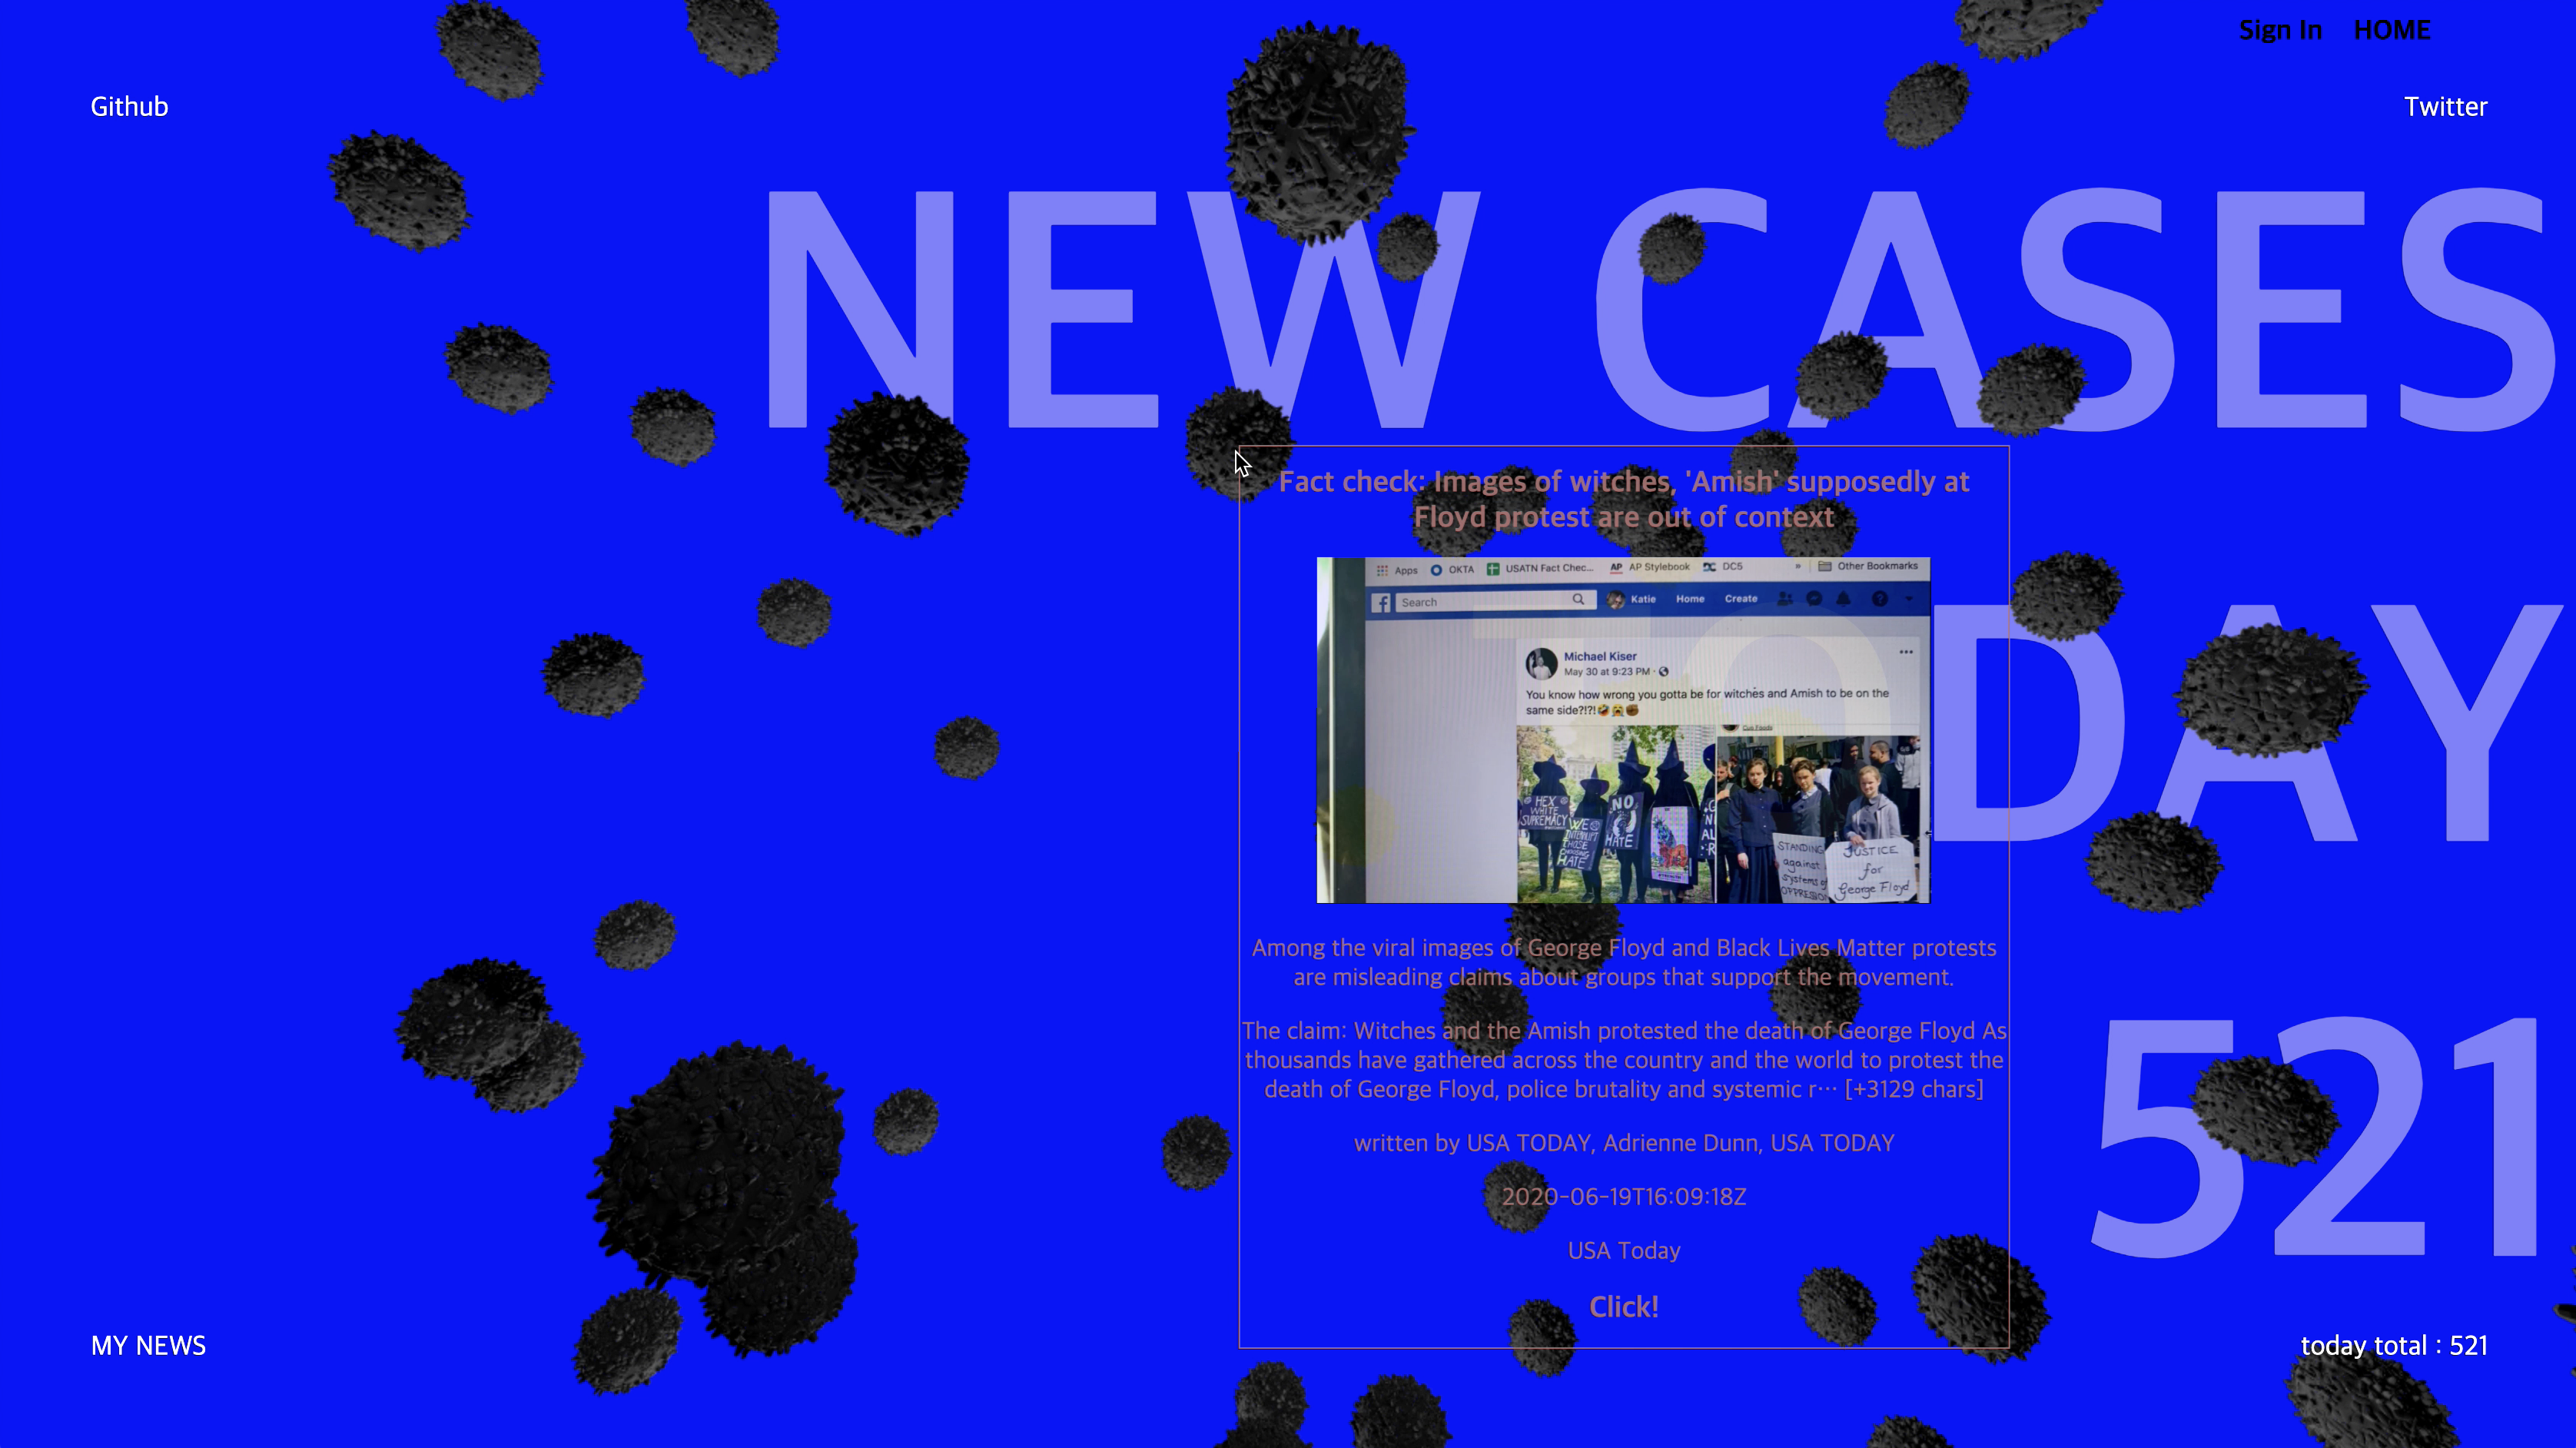 Sign In HOME
Github
Twitter
NEW CASES
Fact check: Images of witches, 'Amish' supposedly at
Floyd protest are out of context
Apps OKTA USATN Fact Chec... AP AP Stylebook DC5 » Other Bookmarks
Search Katie Home Create
TODAY
Michael Kiser
May 30 at 9:23 PM
You know how wrong you gotta be for witches and Amish to be on the
same side?!?!
HEX
WHITE
SUPREMACY
WE
INTERRUPT
THOSE
CHOOSING
HATE
NO
HATE
STANDING
against
systems of
OPPRESSION
JUSTICE
for
George Floyd
Among the viral images of George Floyd and Black Lives Matter protests
are misleading claims about groups that support the movement.
The claim: Witches and the Amish protested the death of George Floyd As
thousands have gathered across the country and the world to protest the
death of George Floyd, police brutality and systemic r… [+3129 chars]
521
written by USA TODAY, Adrienne Dunn, USA TODAY
2020-06-19T16:09:18Z
USA Today
Click!
MY NEWS
today total : 521